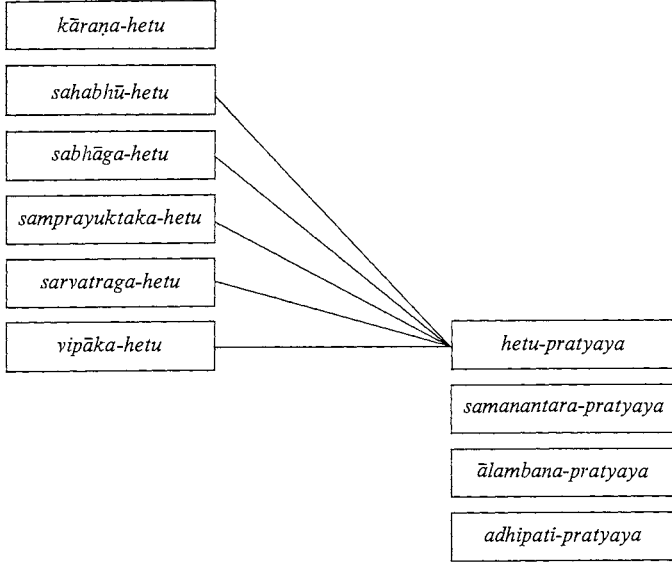 kāraṇa-hetu
sahabhū-hetu
sabhāga-hetu
samprayuktaka-hetu
sarvatraga-hetu
vipāka-hetu
hetu-pratyaya
samanantara-pratyaya
ālambana-pratyaya
adhipati-pratyaya